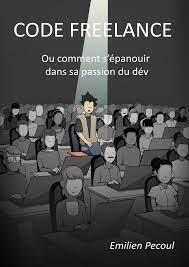 CODE FREELANCE
Ou comment s'épanouir
dans sa passion du dév
Emilien Pecoul